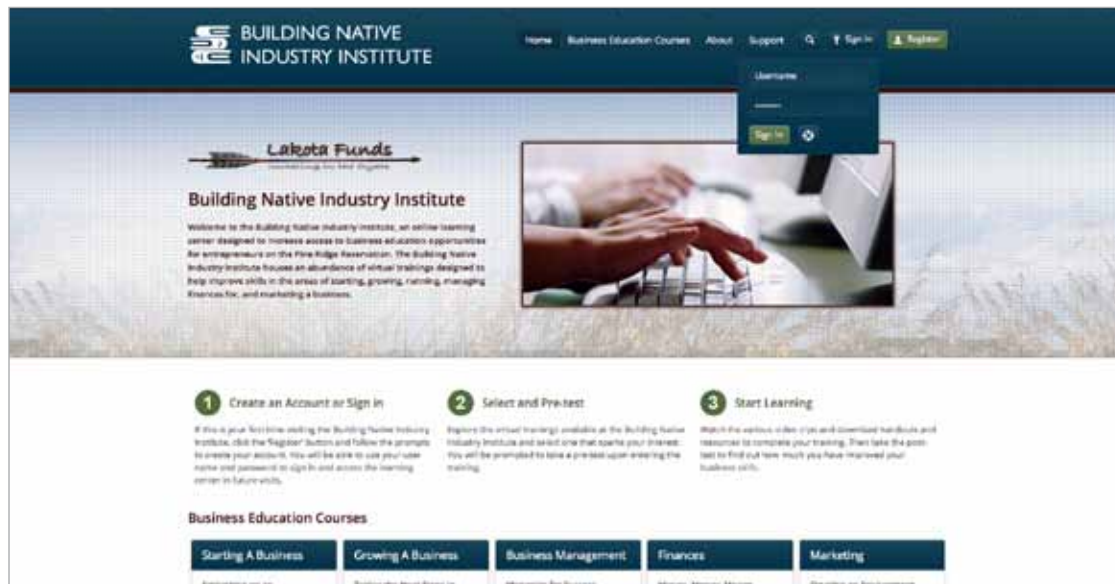 BUILDING NATIVE
INDUSTRY INSTITUTE
Home Business Education Courses About Support Sign In Register
Username
Sign In
Lakota Funds
Building Native Industry Institute
Welcome to the Building Native Industry Institute, an online learning
center designed to increase access to business education opportunities
for entrepreneurs on the Pine Ridge Reservation. The Building Native
Industry Institute houses an abundance of virtual trainings designed to
help improve skills in the areas of starting, growing, running, managing
finances for, and marketing a business.
1 Create an Account or Sign in
If this is your first time visiting the Building Native Industry
Institute, click the 'Register' button and follow the prompts
to create your account. You will be able to use your user
name and password to sign in and access the learning
center in future visits.
2 Select and Pre-test
Explore the virtual trainings available at the Building Native
Industry Institute and select one that sparks your interest.
You will be prompted to take a pre-test upon entering the
training.
3 Start Learning
Watch the various video clips and download handouts and
resources to complete your training. Then take the post-
test to find out how much you have improved your
business skills.
Business Education Courses
Starting A Business Growing A Business Business Management Finances Marketing